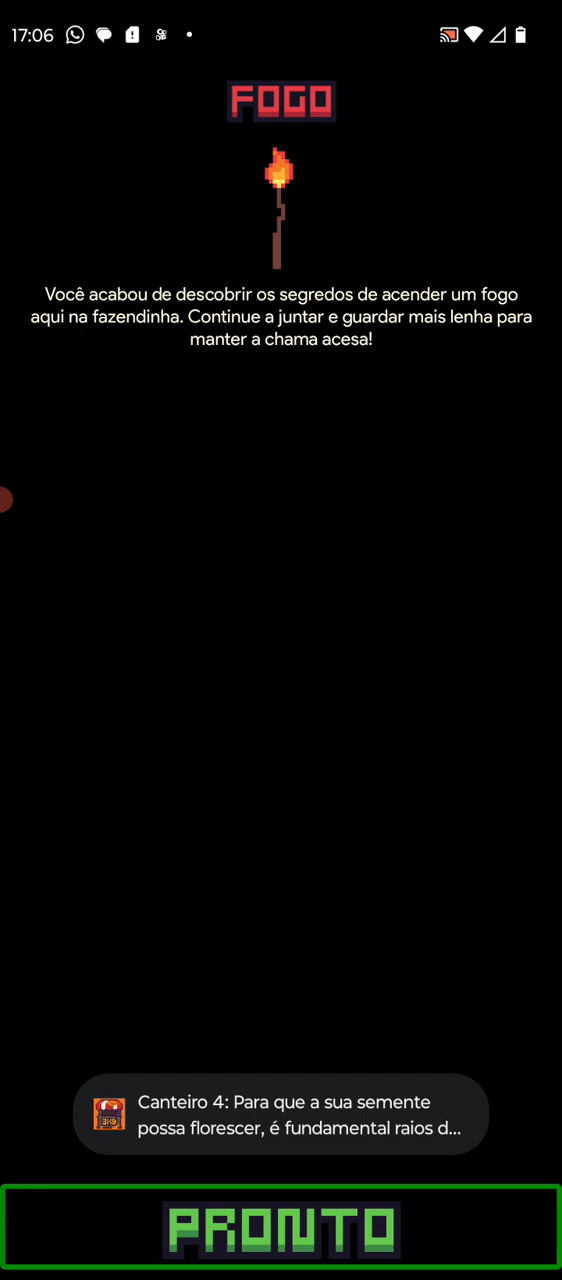 17:06
FOGO
Você acabou de descobrir os segredos de acender um fogo
aqui na fazendinha. Continue a juntar e guardar mais lenha para
manter a chama acesa!
Canteiro 4: Para que a sua semente
possa florescer, é fundamental raios d...
PRONTO